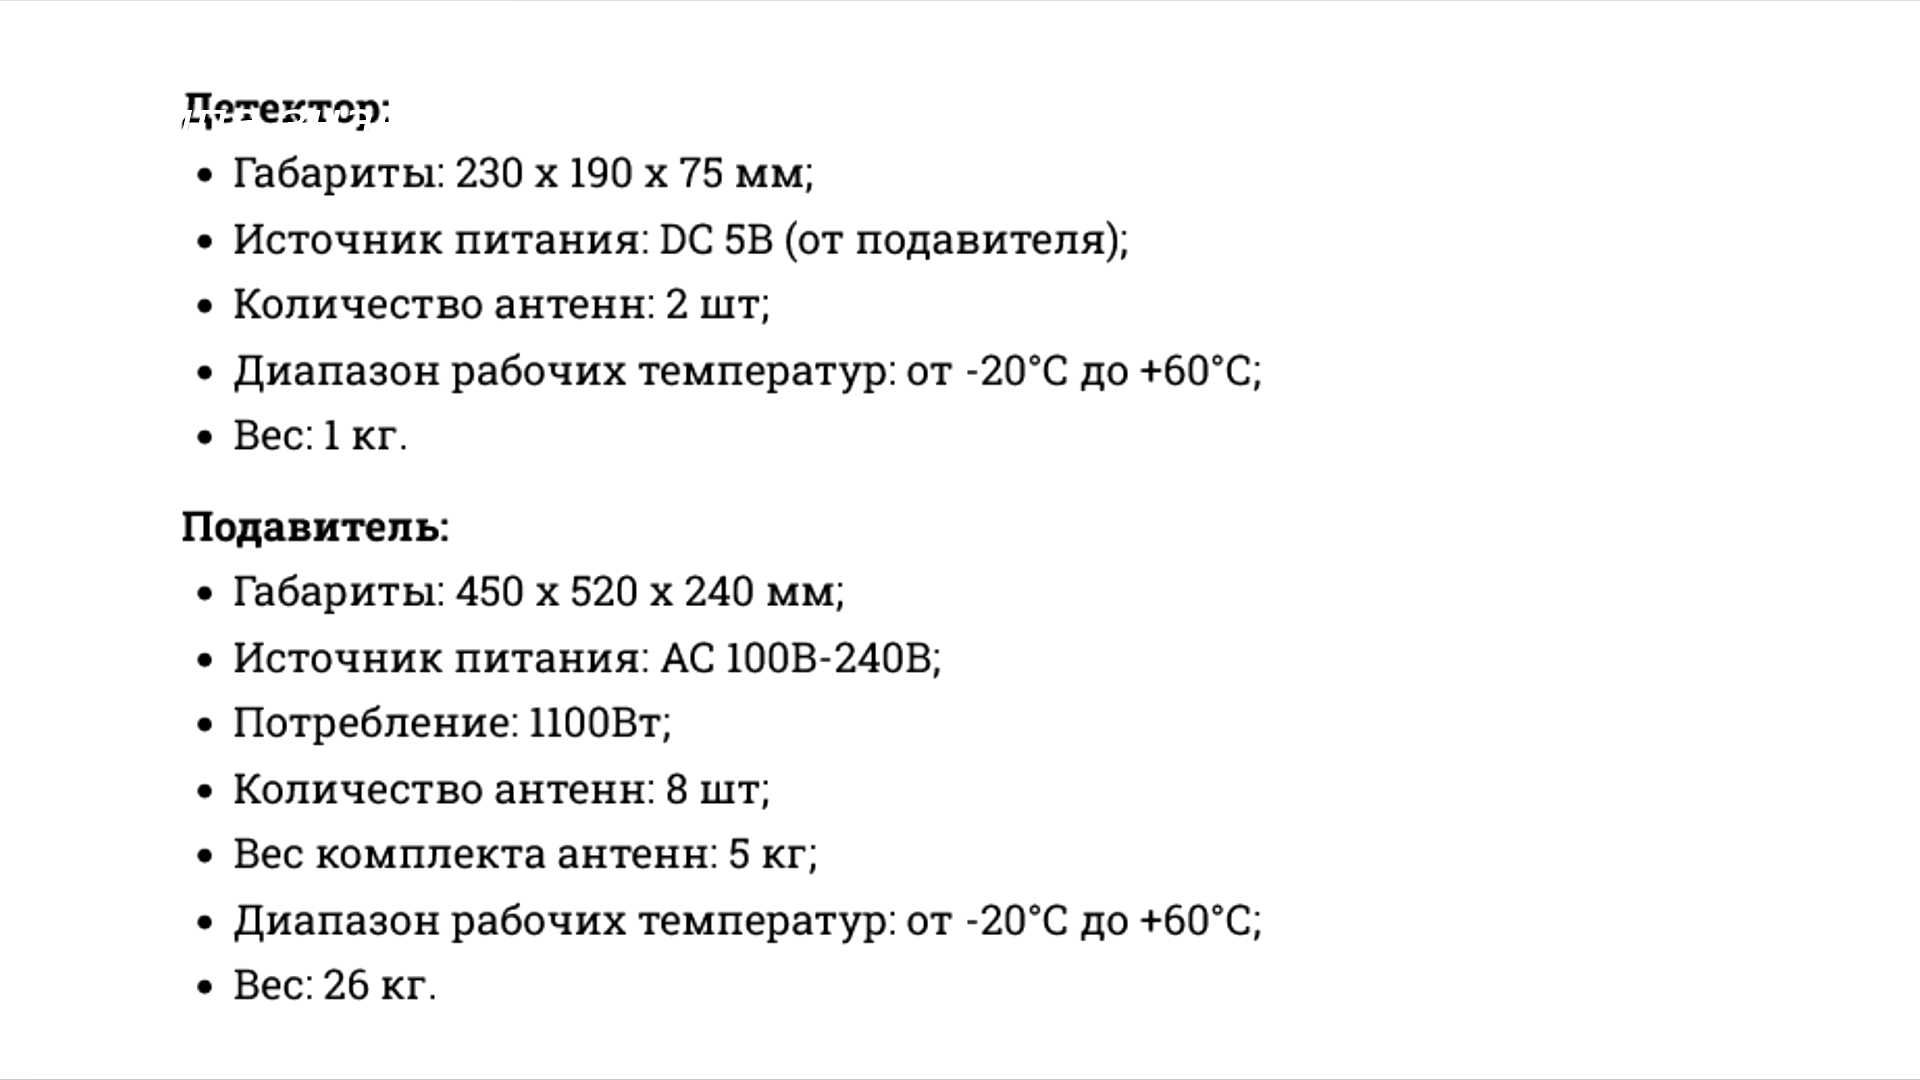 Детектор:
• Габариты: 230 x 190 x 75 мм;
• Источник питания: DC 5В (от подавителя);
• Количество антенн: 2 шт;
• Диапазон рабочих температур: от -20°С до +60°С;
• Вес: 1 кг.
Подавитель:
• Габариты: 450 x 520 x 240 мм;
• Источник питания: АС 100В-240В;
• Потребление: 1100Вт;
• Количество антенн: 8 шт;
• Вес комплекта антенн: 5 кг;
• Диапазон рабочих температур: от -20°С до +60°С;
• Вес: 26 кг.